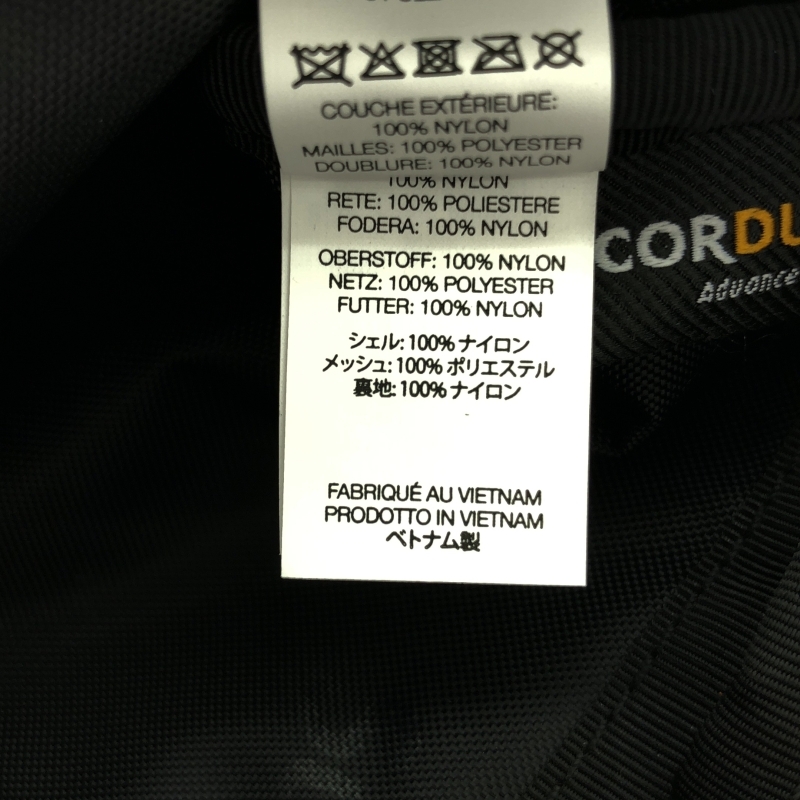 COUCHE EXTÉRIEURE:
100% NYLON
MAILLES: 100% POLYESTER
DOUBLURE: 100% NYLON
100% NYLON
RETE: 100% POLIESTERE
FODERA: 100% NYLON
OBERSTOFF: 100% NYLON
NETZ: 100% POLYESTER
FUTTER: 100% NYLON
シェル: 100% ナイロン
メッシュ: 100% ポリエステル
裏地: 100% ナイロン
FABRIQUÉ AU VIETNAM
PRODOTTO IN VIETNAM
ベトナム製
CORDU
Advance